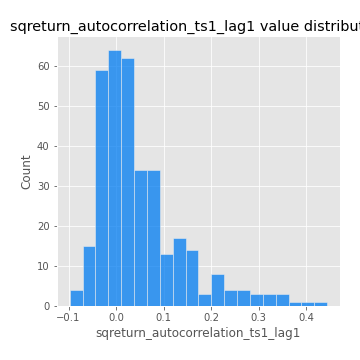 sqreturn_autocorrelation_ts1_lag1 value distribut
60
50
40
30
20
10
0
Count
−0.1 0.0 0.1 0.2 0.3 0.4
sqreturn_autocorrelation_ts1_lag1